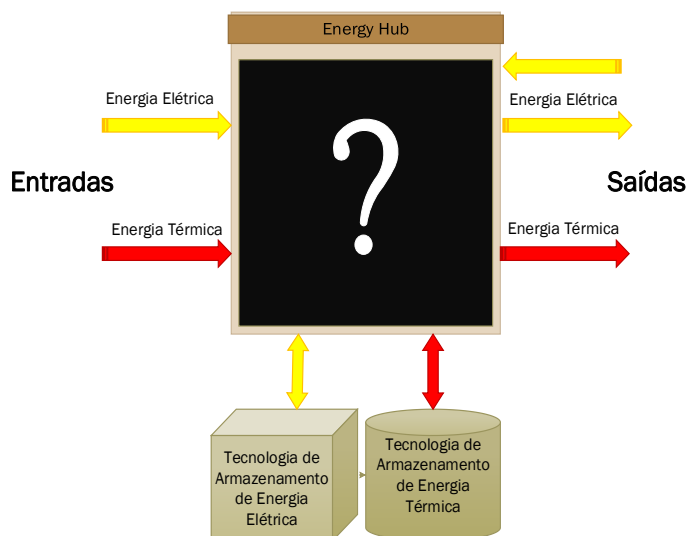 Energy Hub
Energia Elétrica
Energia Elétrica
?
Entradas
Saídas
Energia Térmica
Energia Térmica
Tecnologia de
Armazenamento
de Energia
Elétrica
Tecnologia de
Armazenamento
de Energia
Térmica